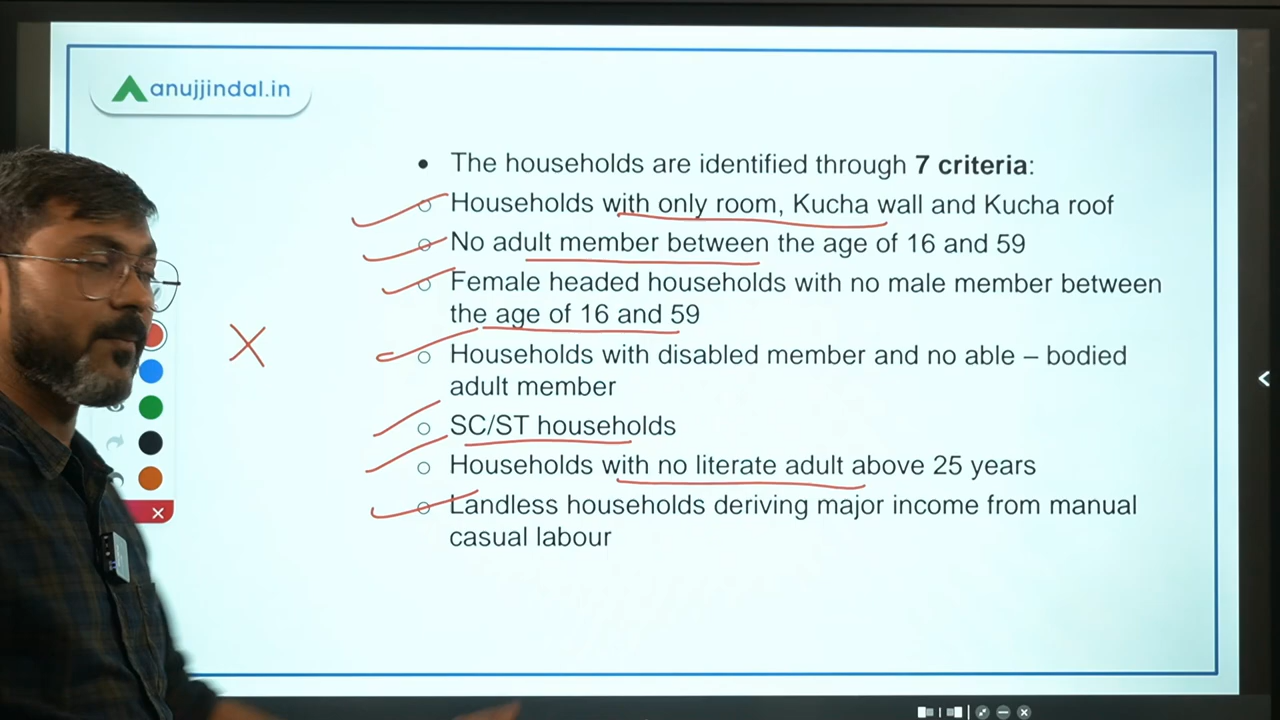 anujjindal.in
• The households are identified through 7 criteria:
○ Households with only room, Kucha wall and Kucha roof
○ No adult member between the age of 16 and 59
○ Female headed households with no male member between
the age of 16 and 59
○ Households with disabled member and no able – bodied
adult member
○ SC/ST households
○ Households with no literate adult above 25 years
○ Landless households deriving major income from manual
casual labour